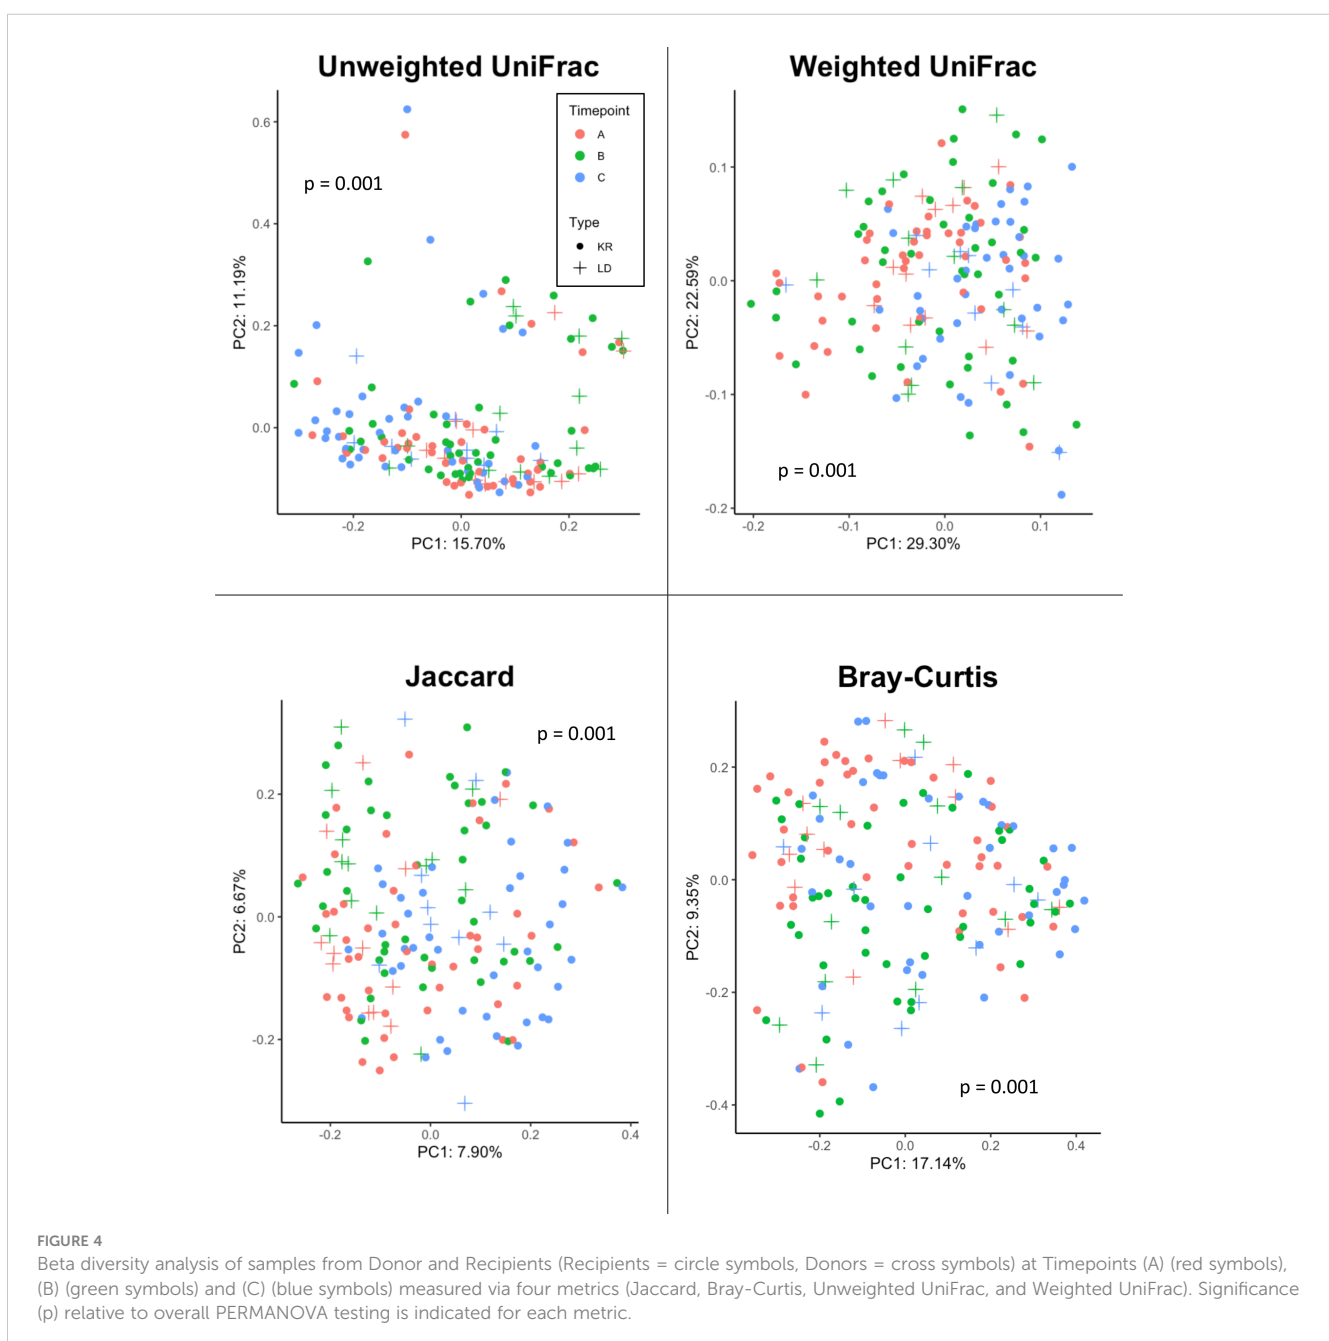 Unweighted UniFrac
0.6
0.4
0.2
0.0
-0.2
0.0
0.2
PC2: 11.19%
PC1: 15.70%
p = 0.001
Timepoint
A
B
C
Type
KR
LD
Weighted UniFrac
0.1
0.0
-0.1
-0.2
-0.2
-0.1
0.0
0.1
PC2: 22.59%
PC1: 29.30%
p = 0.001
Jaccard
0.2
0.0
-0.2
-0.2
0.0
0.2
0.4
PC2: 6.67%
PC1: 7.90%
p = 0.001
Bray-Curtis
0.2
0.0
-0.2
-0.4
-0.2
0.0
0.2
0.4
PC2: 9.35%
PC1: 17.14%
p = 0.001
FIGURE 4
Beta diversity analysis of samples from Donor and Recipients (Recipients = circle symbols, Donors = cross symbols) at Timepoints (A) (red symbols),
(B) (green symbols) and (C) (blue symbols) measured via four metrics (Jaccard, Bray-Curtis, Unweighted UniFrac, and Weighted UniFrac). Significance
(p) relative to overall PERMANOVA testing is indicated for each metric.